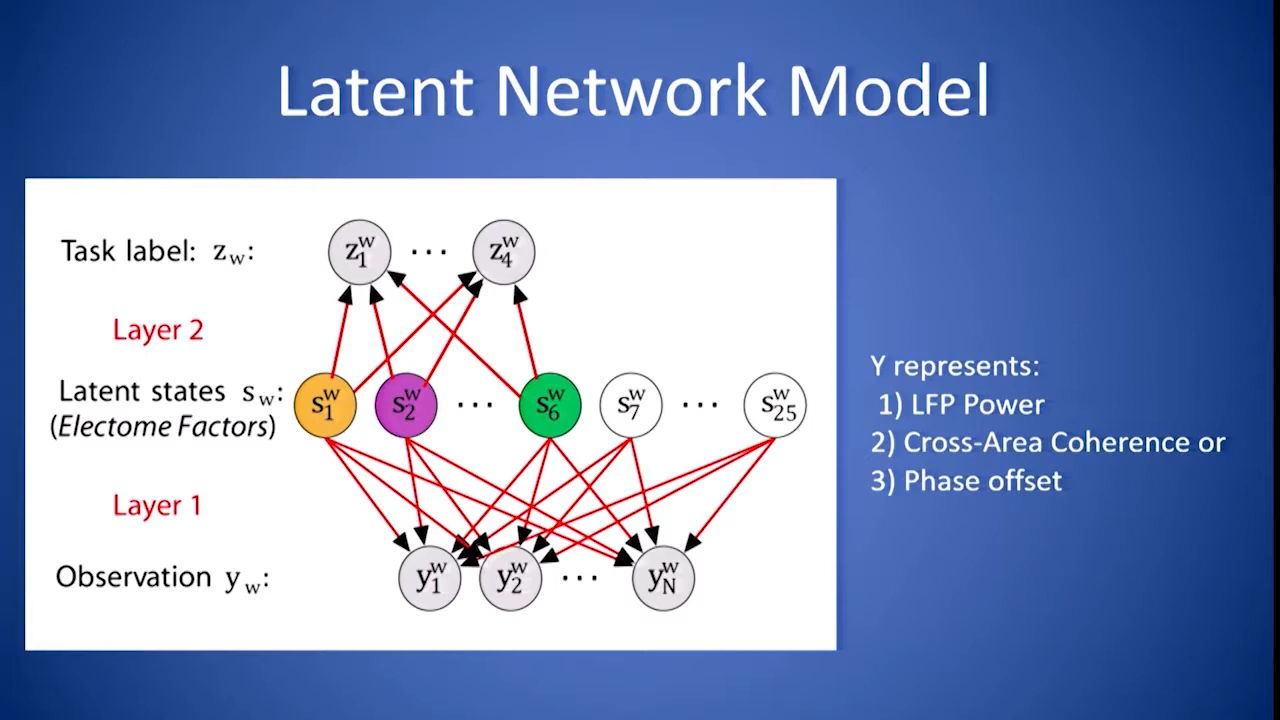 Latent Network Model
Task label: z_w:
z_1^w ... z_4^w
Layer 2
Latent states s_w:
(Electome Factors)
s_1^w s_2^w ... s_6^w s_7^w ... s_25^w
Layer 1
Observation y_w:
y_1^w y_2^w ... y_N^w
Y represents:
1) LFP Power
2) Cross-Area Coherence or
3) Phase offset